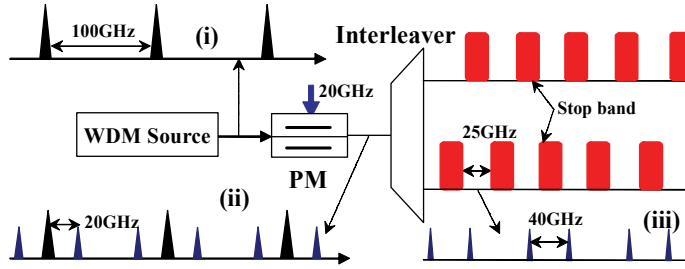 100GHz
(i)
Interleaver
20GHz
WDM Source
Stop band
25GHz
PM
(ii)
20GHz
40GHz
(iii)